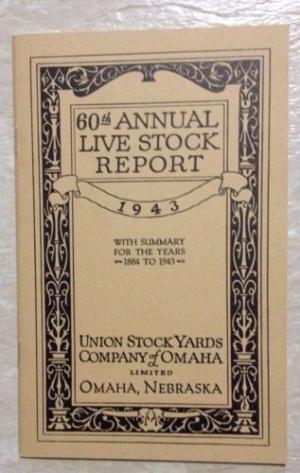 60th ANNUAL
LIVE STOCK
REPORT
1943
WITH SUMMARY
FOR THE YEARS
1884 TO 1943
UNION STOCK YARDS
COMPANY of OMAHA
LIMITED
OMAHA, NEBRASKA